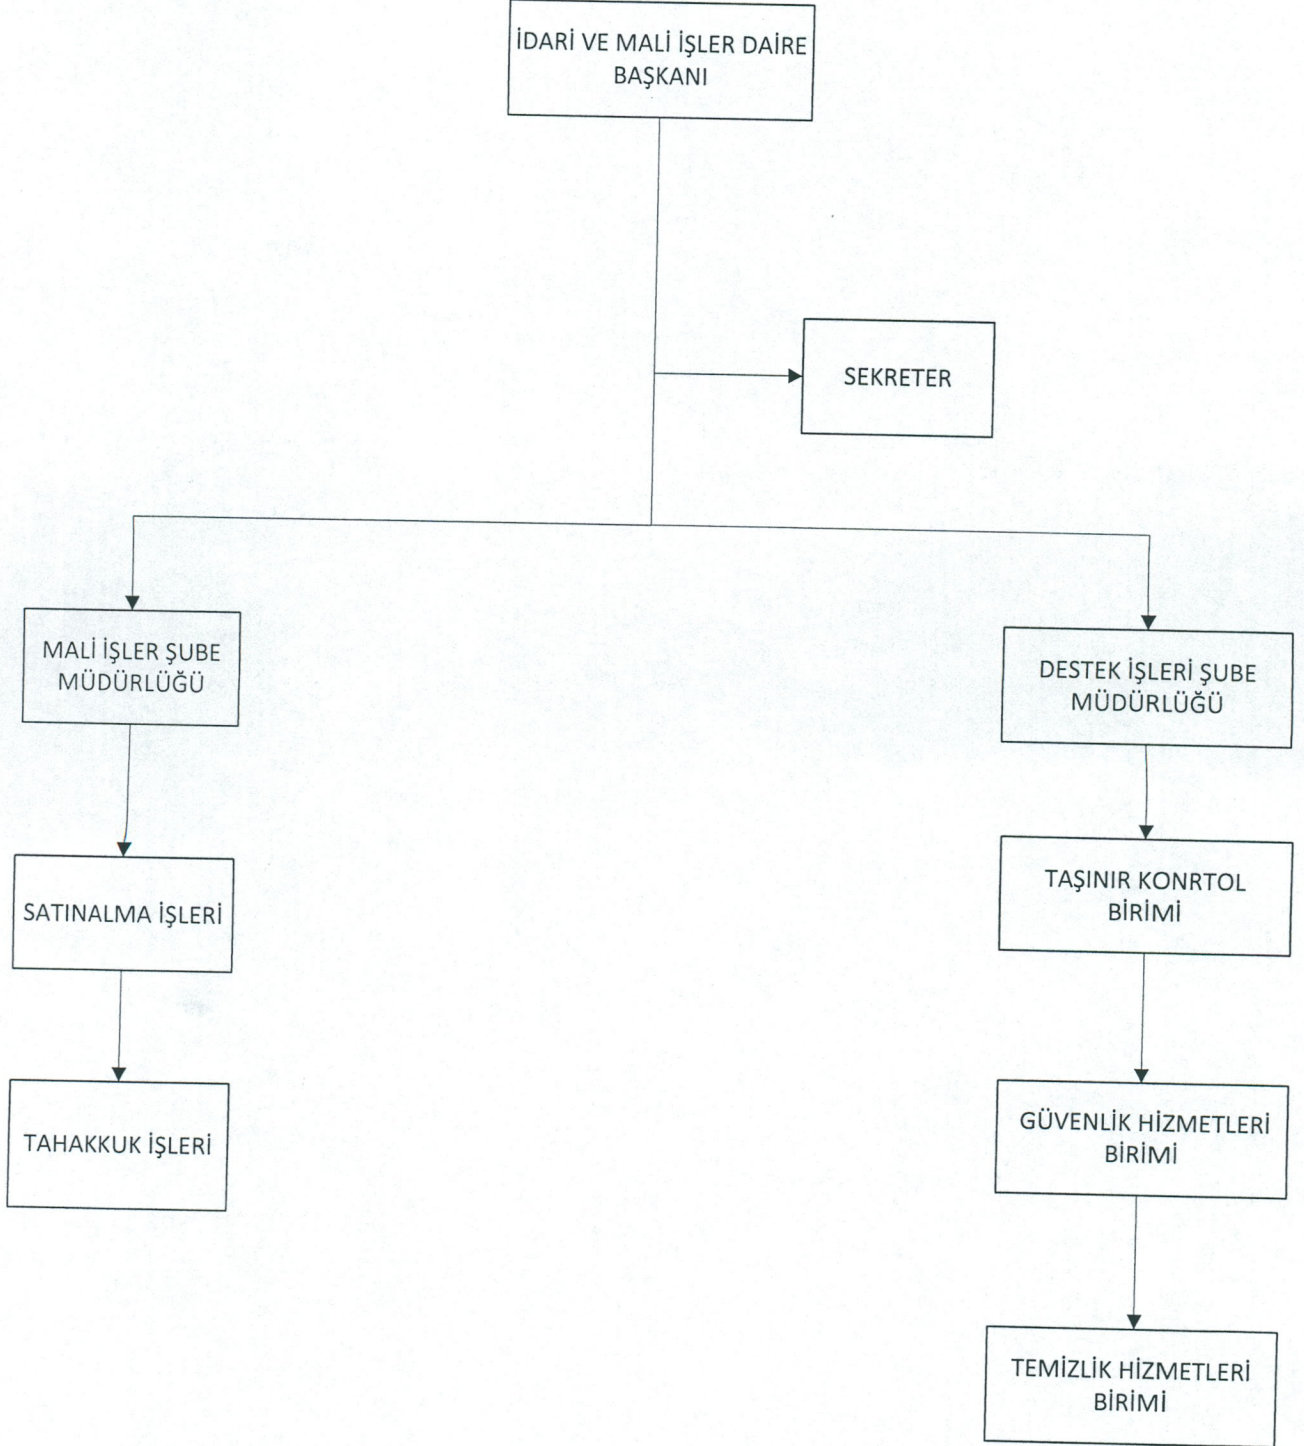 İDARİ VE MALİ İŞLER DAİRE
BAŞKANI
SEKRETER
MALİ İŞLER ŞUBE
MÜDÜRLÜĞÜ
DESTEK İŞLERİ ŞUBE
MÜDÜRLÜĞÜ
SATINALMA İŞLERİ
TAŞINIR KONRTOL
BİRİMİ
TAHAKKUK İŞLERİ
GÜVENLİK HİZMETLERİ
BİRİMİ
TEMİZLİK HİZMETLERİ
BİRİMİ